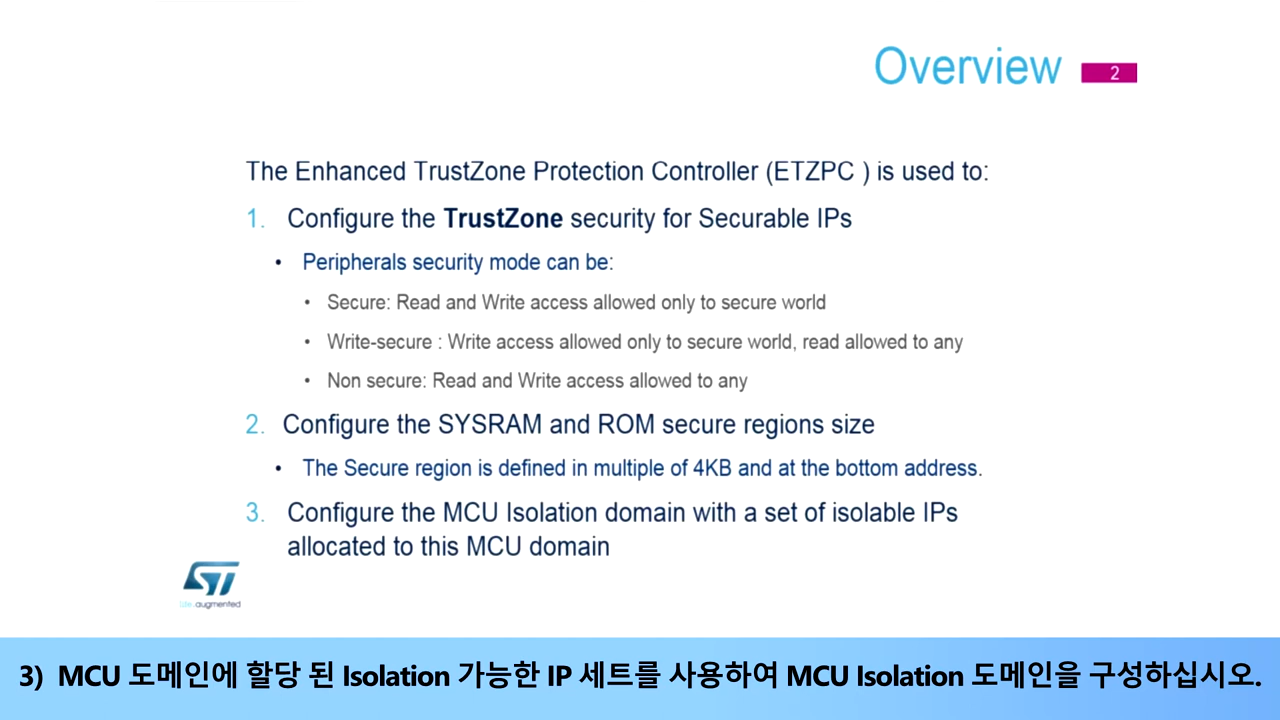 Overview
2
The Enhanced TrustZone Protection Controller (ETZPC ) is used to:
1. Configure the TrustZone security for Securable IPs
• Peripherals security mode can be:
• Secure: Read and Write access allowed only to secure world
• Write-secure : Write access allowed only to secure world, read allowed to any
• Non secure: Read and Write access allowed to any
2. Configure the SYSRAM and ROM secure regions size
• The Secure region is defined in multiple of 4KB and at the bottom address.
3. Configure the MCU Isolation domain with a set of isolable IPs
allocated to this MCU domain
ST
life.augmented
3) MCU 도메인에 할당 된 Isolation 가능한 IP 세트를 사용하여 MCU Isolation 도메인을 구성하십시오.